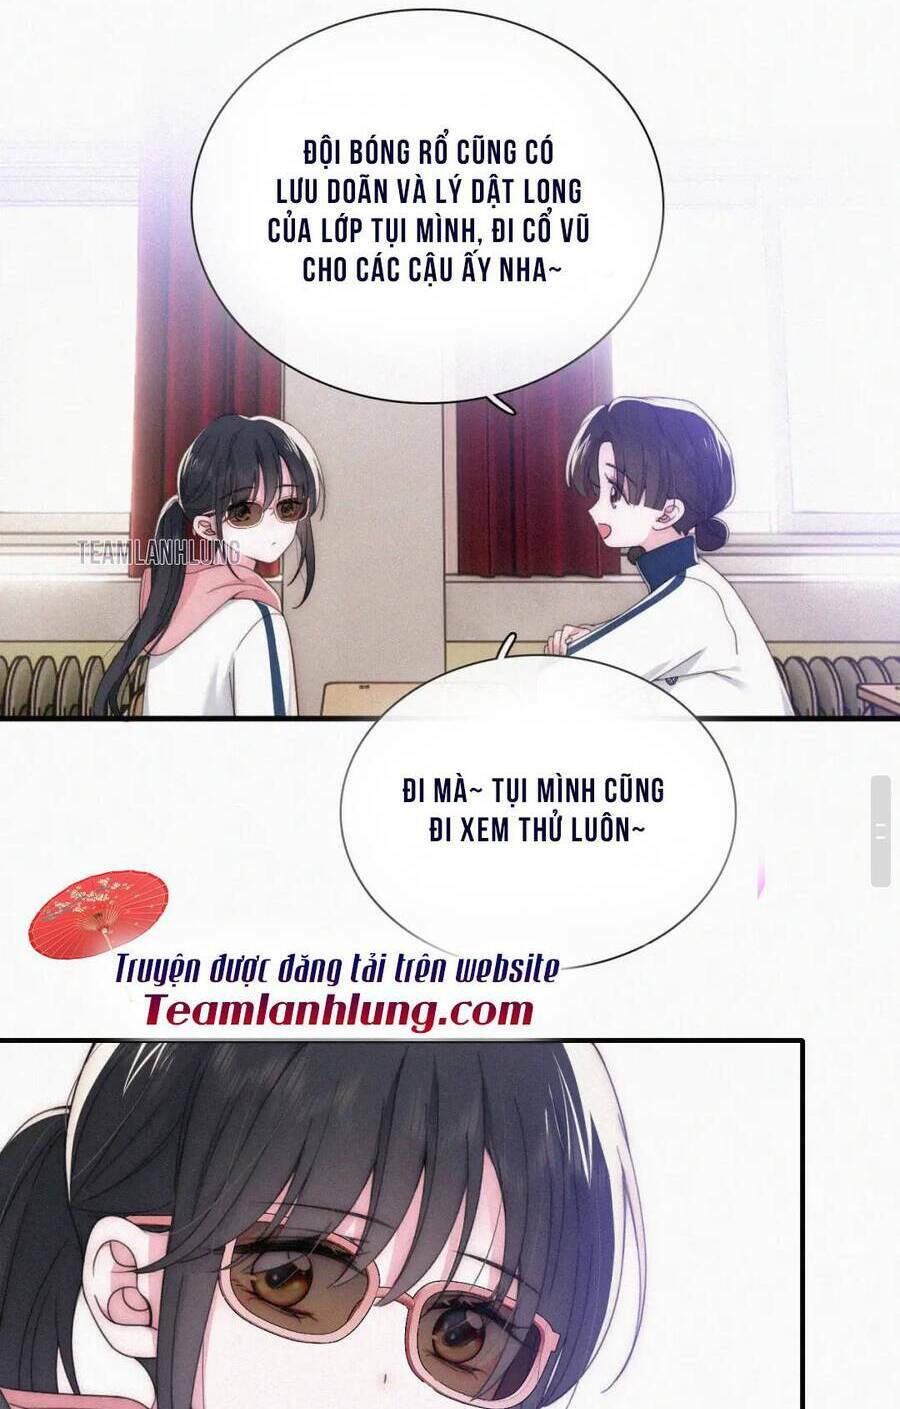 ĐỘI BÓNG RỔ CŨNG CÓ
LƯU DOÃN VÀ LÝ DẬT LONG
CỦA LỚP TỤI MÌNH, ĐI CỔ VŨ
CHO CÁC CẬU ẤY NHA~
TEAMLANHLUNG
ĐI MÀ~ TỤI MÌNH CŨNG
ĐI XEM THỬ LUÔN~
Truyện được đăng tải trên website
Teamlanhlung.com